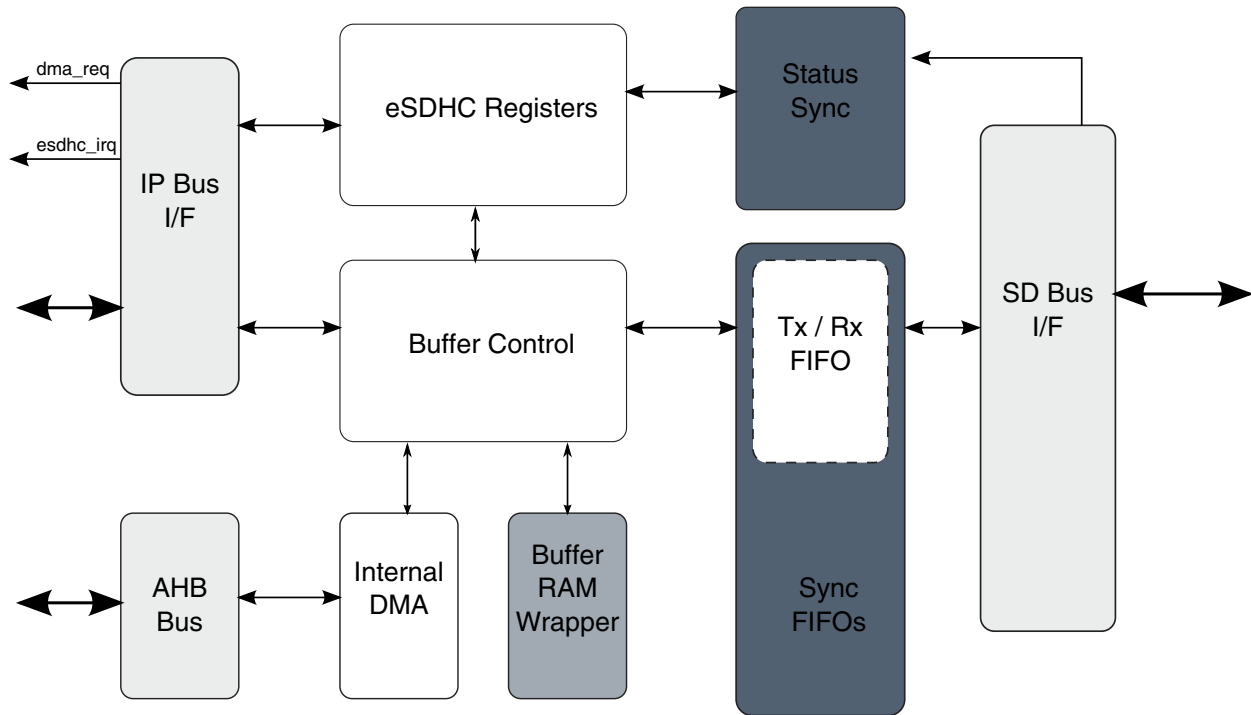 dma_req
esdhc_irq
IP Bus
I/F
eSDHC Registers
Status
Sync
Buffer Control
Tx / Rx
FIFO
SD Bus
I/F
AHB
Bus
Internal
DMA
Buffer
RAM
Wrapper
Sync
FIFOs